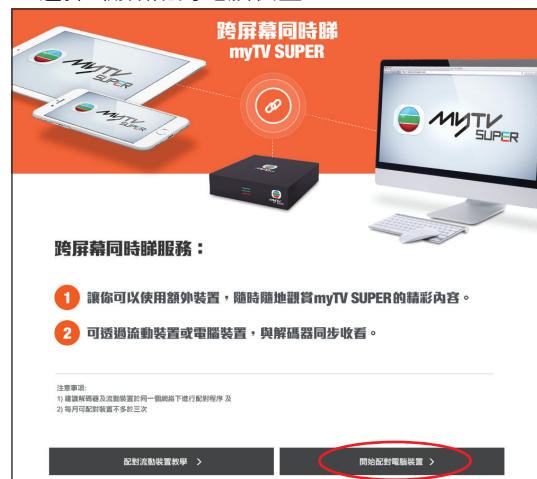 跨屏幕同時睇
myTV SUPER
myTV
SUPER
myTV
SUPER
myTV
SUPER
跨屏幕同時睇服務：
1 讓你可以使用額外裝置，隨時隨地觀賞myTV SUPER的精彩內容。
2 可透過流動裝置或電腦裝置，與解碼器同步收看。
注意事項:
1) 建議解碼器及流動裝置於同一個網絡下進行配對程序 及
2) 每月可配對裝置不多於三次
配對流動裝置教學 >
開始配對電腦裝置 >